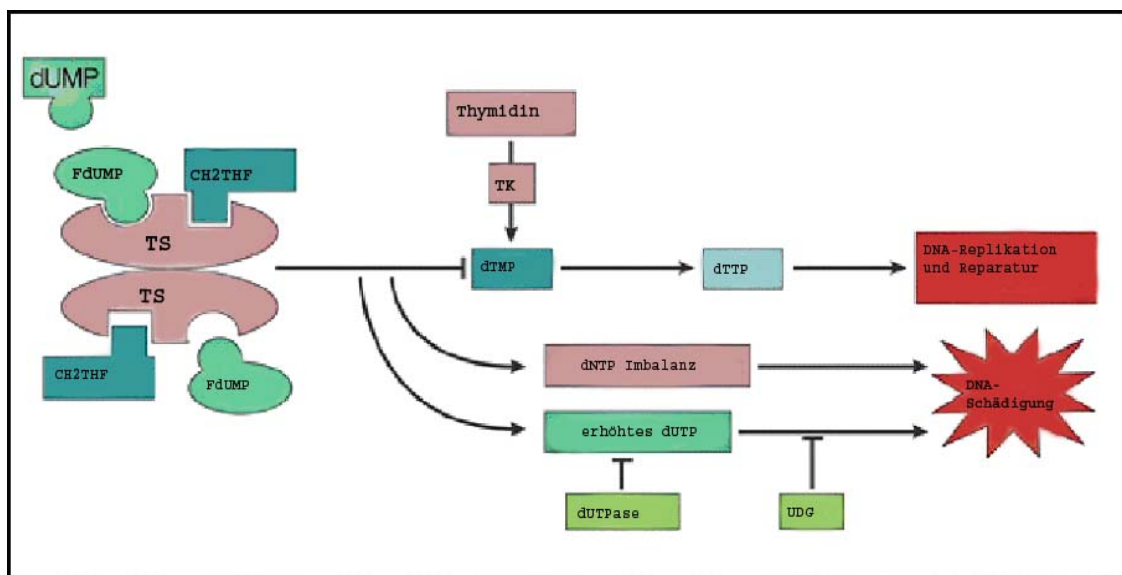 dUMP
Thymidin
FdUMP
CH2THF
TK
TS
dTMP
dTTP
DNA-Replikation
und Reparatur
TS
CH2THF
FdUMP
dNTP Imbalanz
DNA-
Schädigung
erhöhtes dUTP
dUTPase
UDG